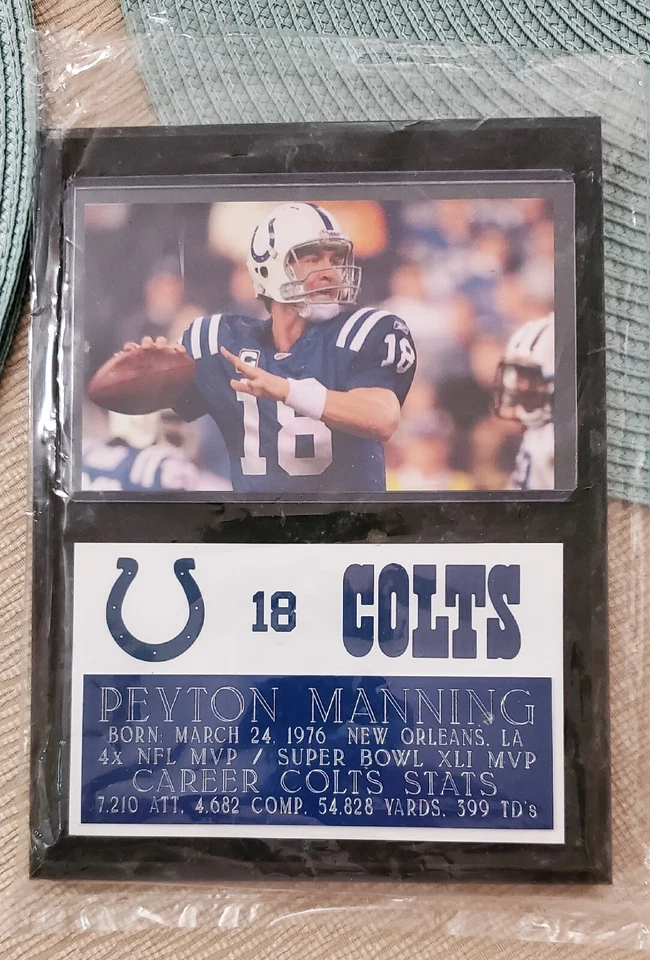 18
C
18
18 COLTS
PEYTON MANNING
BORN: MARCH 24, 1976 NEW ORLEANS, LA
4X NFL MVP / SUPER BOWL XLI MVP
CAREER COLTS STATS
7,210 ATT, 4,682 COMP, 54,828 YARDS, 399 TD's